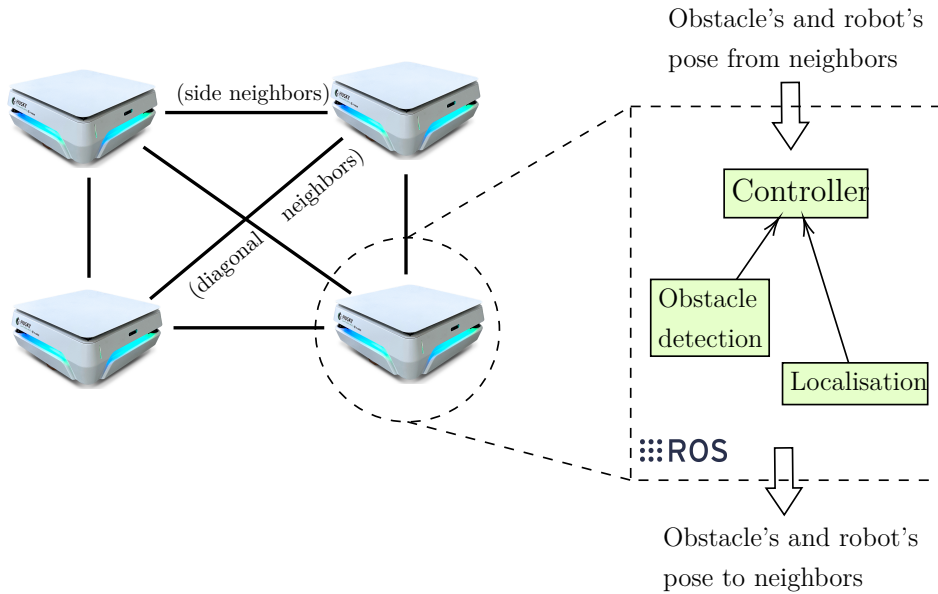 Obstacle's and robot's
pose from neighbors
(side neighbors)
(diagonal neighbors)
Controller
Obstacle
detection
Localisation
ROS
Obstacle's and robot's
pose to neighbors